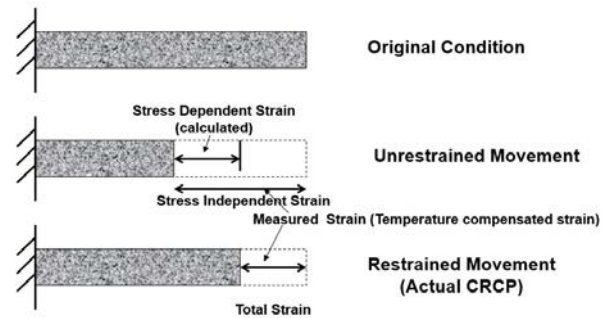 Original Condition
Stress Dependent Strain
(calculated)
Unrestrained Movement
Stress Independent Strain
Measured Strain (Temperature compensated strain)
Restrained Movement
(Actual CRCP)
Total Strain